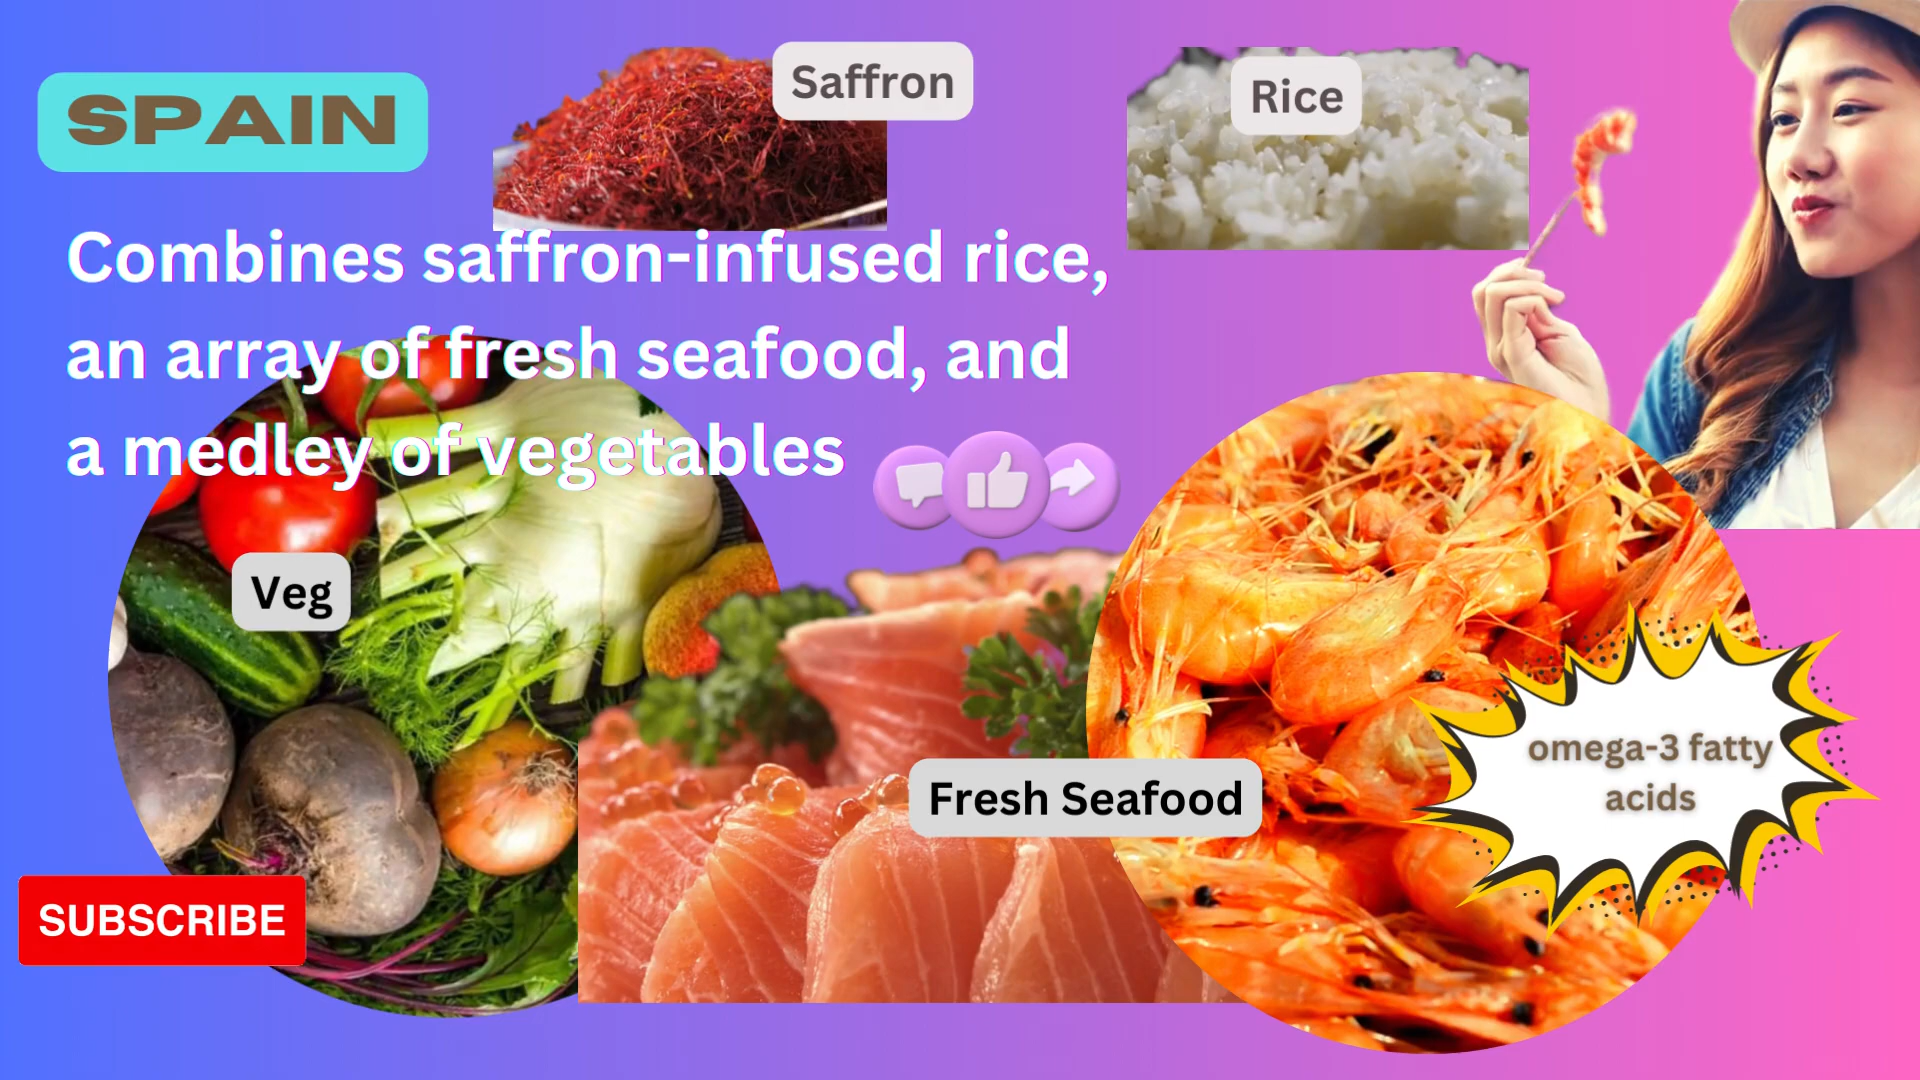 SPAIN
Saffron
Rice
Combines saffron-infused rice,
an array of fresh seafood, and
a medley of vegetables
Veg
Fresh Seafood
omega-3 fatty
acids
SUBSCRIBE